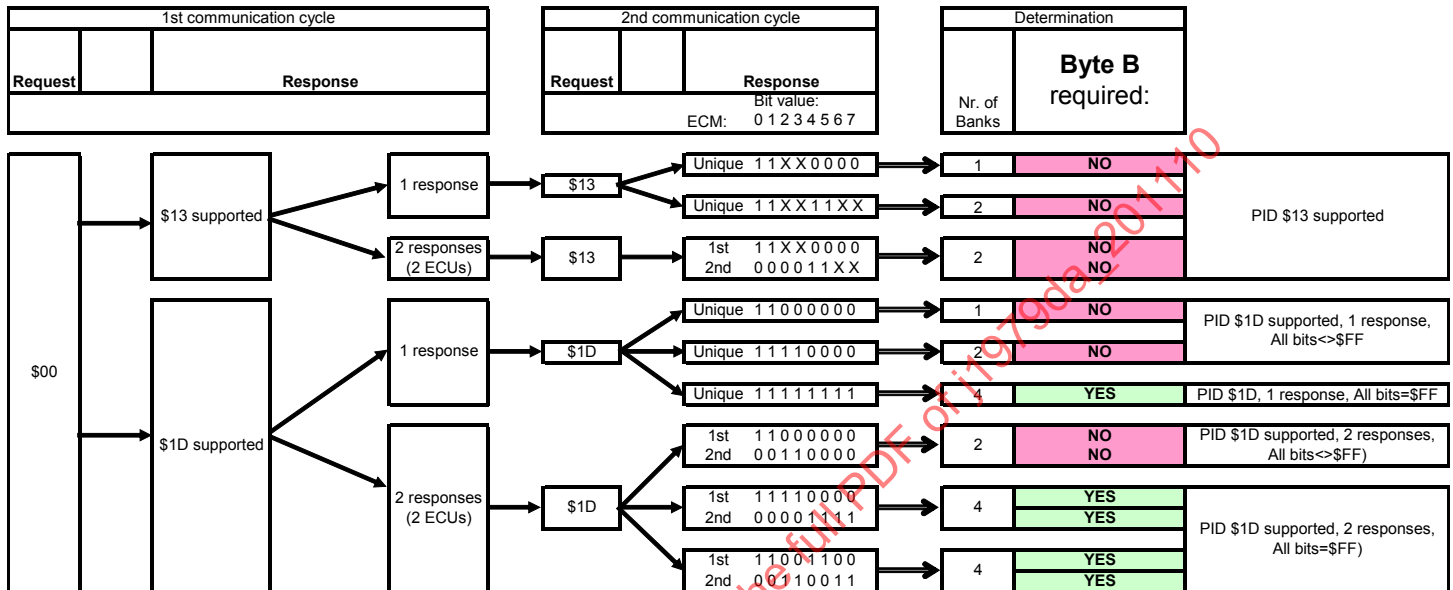 1st communication cycle
2nd communication cycle
Determination
Request
Response
Request
Response
Byte B
required:
Bit value:
ECM: 0 1 2 3 4 5 6 7
Nr. of
Banks
$00
$13 supported
1 response
$13
Unique 1 1 X X 0 0 0 0
1
NO
Unique 1 1 X X 1 1 X X
2
NO
PID $13 supported
2 responses
(2 ECUs)
$13
1st 1 1 X X 0 0 0 0
2nd 0 0 0 0 1 1 X X
2
NO
NO
$1D supported
1 response
$1D
Unique 1 1 0 0 0 0 0 0
1
NO
PID $1D supported, 1 response,
All bits<>$FF
Unique 1 1 1 1 0 0 0 0
2
NO
Unique 1 1 1 1 1 1 1 1
4
YES
PID $1D, 1 response, All bits=$FF
2 responses
(2 ECUs)
$1D
1st 1 1 0 0 0 0 0 0
2nd 0 0 1 1 0 0 0 0
2
NO
NO
PID $1D supported, 2 responses,
All bits<>$FF)
1st 1 1 1 1 0 0 0 0
2nd 0 0 0 0 1 1 1 1
4
YES
YES
PID $1D supported, 2 responses,
All bits=$FF)
1st 1 1 0 0 1 1 0 0
2nd 0 0 1 1 0 0 1 1
4
YES
YES
he full PDF of j1979da_201110